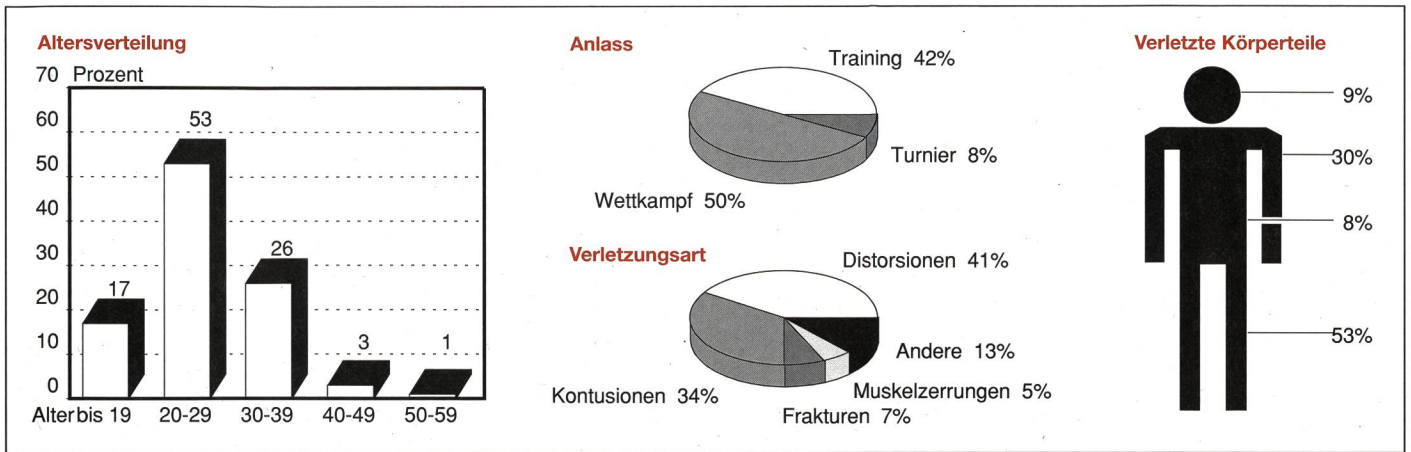 Altersverteilung
70 Prozent
60
50
40
30
20
10
0
17
53
26
3
1
Alter bis 19 20-29 30-39 40-49 50-59
Anlass
Training 42%
Turnier 8%
Wettkampf 50%
Verletzungsart
Distorsionen 41%
Andere 13%
Muskelzerrungen 5%
Frakturen 7%
Kontusionen 34%
Verletzte Körperteile
9%
30%
8%
53%